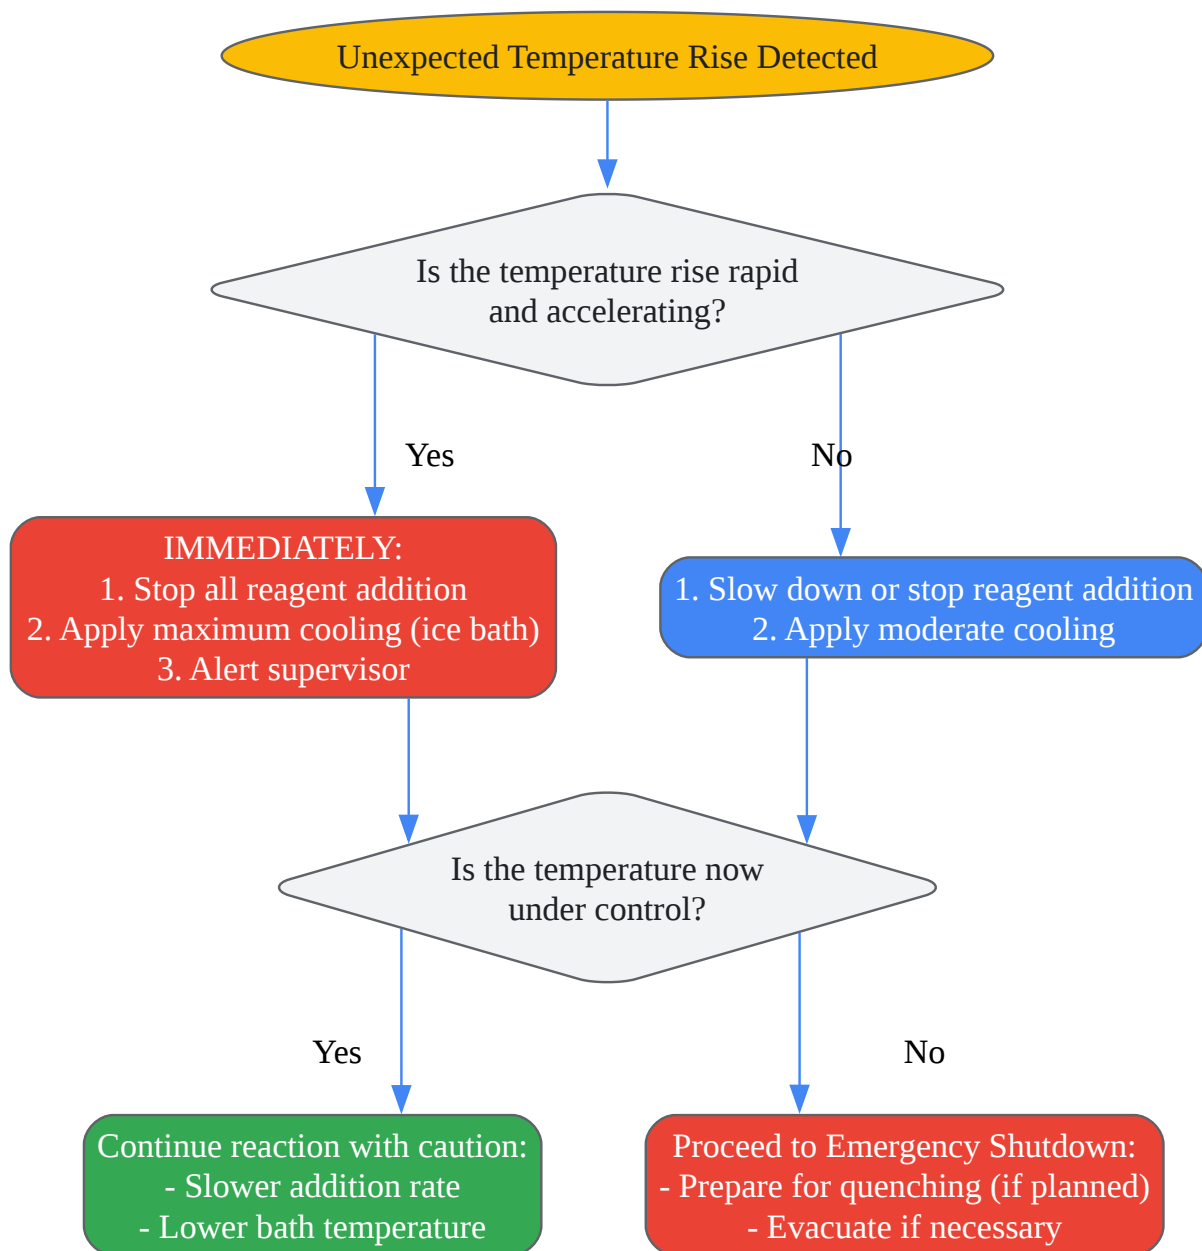 Unexpected Temperature Rise Detected
Is the temperature rise rapid
and accelerating?
Yes
No
IMMEDIATELY:
1. Stop all reagent addition
2. Apply maximum cooling (ice bath)
3. Alert supervisor
1. Slow down or stop reagent addition
2. Apply moderate cooling
Is the temperature now
under control?
Yes
No
Continue reaction with caution:
- Slower addition rate
- Lower bath temperature
Proceed to Emergency Shutdown:
- Prepare for quenching (if planned)
- Evacuate if necessary